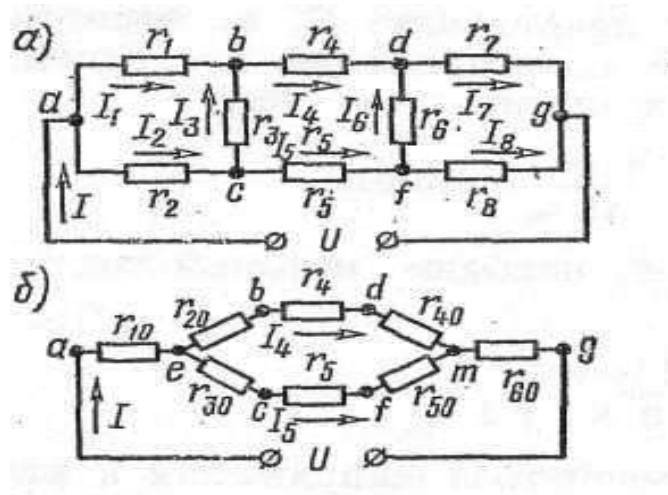 а)
r₁ b r₄ d r₇
a I₁ I₃ I₄ I₆ I₇ g
I₂ r₃ I₅ r₅ r₆ I₈
I r₂ c r₅ f r₈
U
б)
b r₄ d
a r₁₀ r₂₀ I₄ r₄₀ g
e r₅ m r₆₀
I r₃₀ c I₅ f r₅₀
U